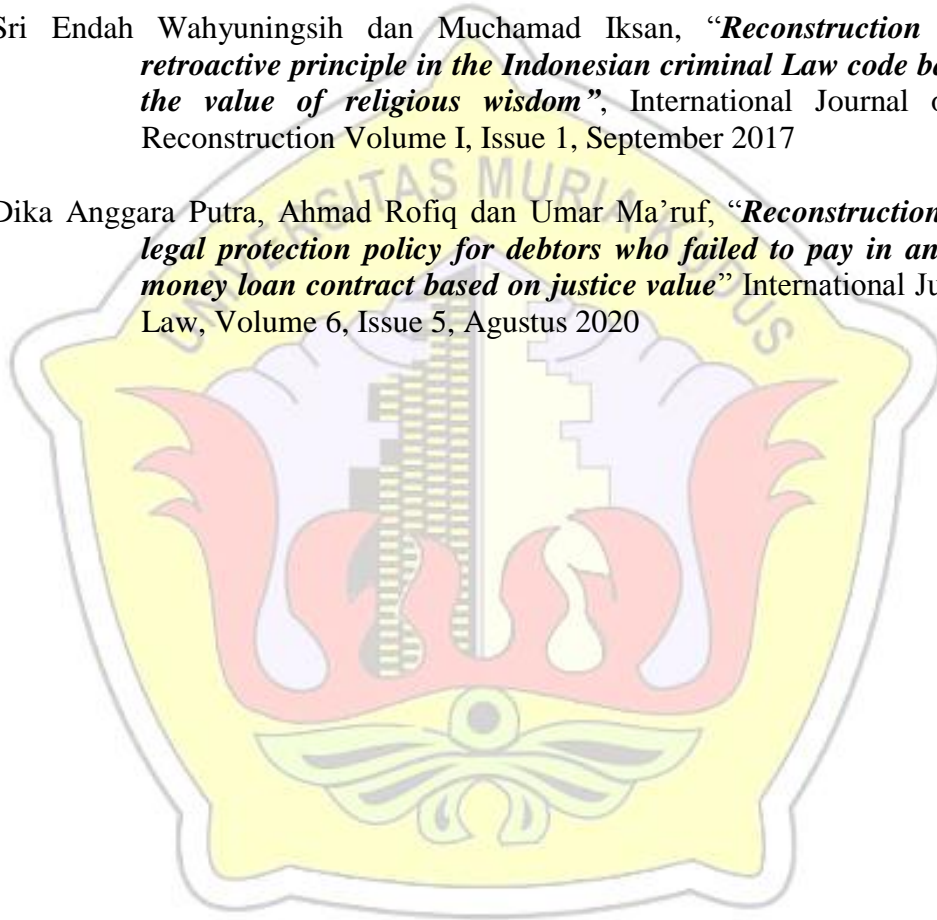 Sri Endah Wahyuningsih dan Muchamad Iksan, “Reconstruction
retroactive principle in the Indonesian criminal Law code
the value of religious wisdom”, International Journal
Reconstruction Volume I, Issue 1, September 2017
Dika Anggara Putra, Ahmad Rofiq dan Umar Ma’ruf, “Reconstruction
legal protection policy for debtors who failed to pay in
money loan contract based on justice value” International
Law, Volume 6, Issue 5, Agustus 2020
UNIVERSITAS MURIA KUDUS